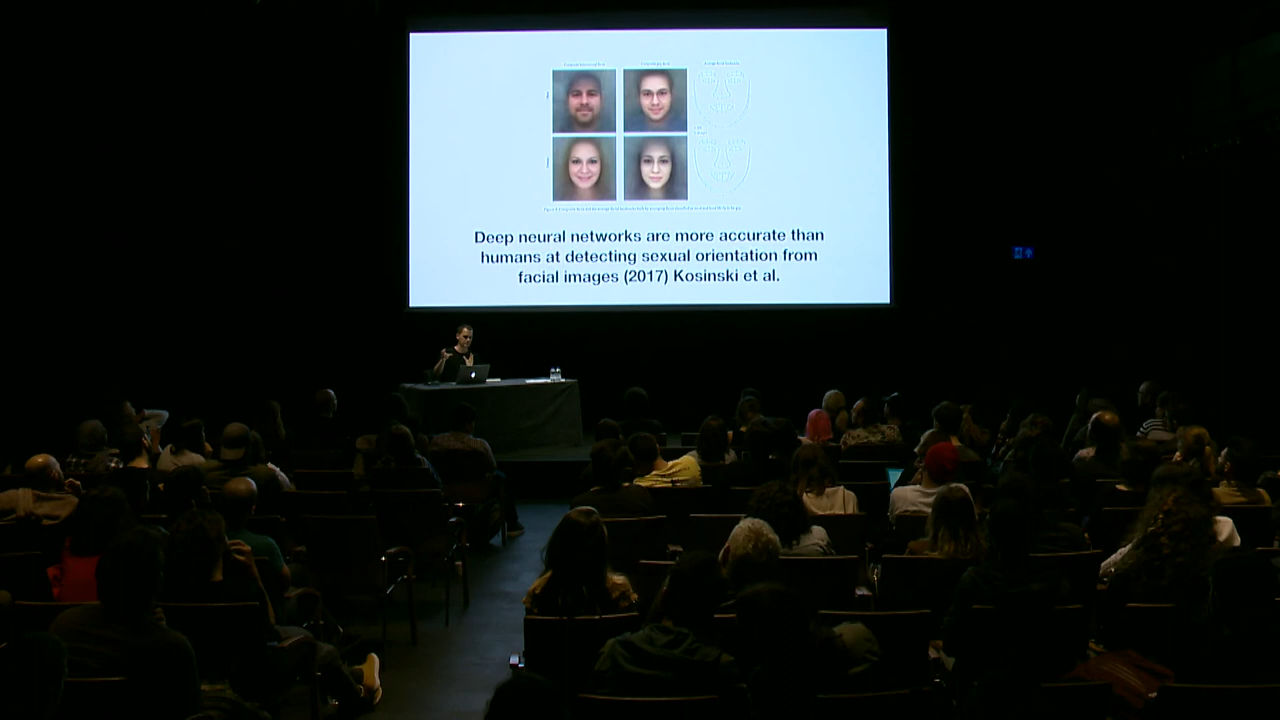 Deep neural networks are more accurate than
humans at detecting sexual orientation from
facial images (2017) Kosinski et al.